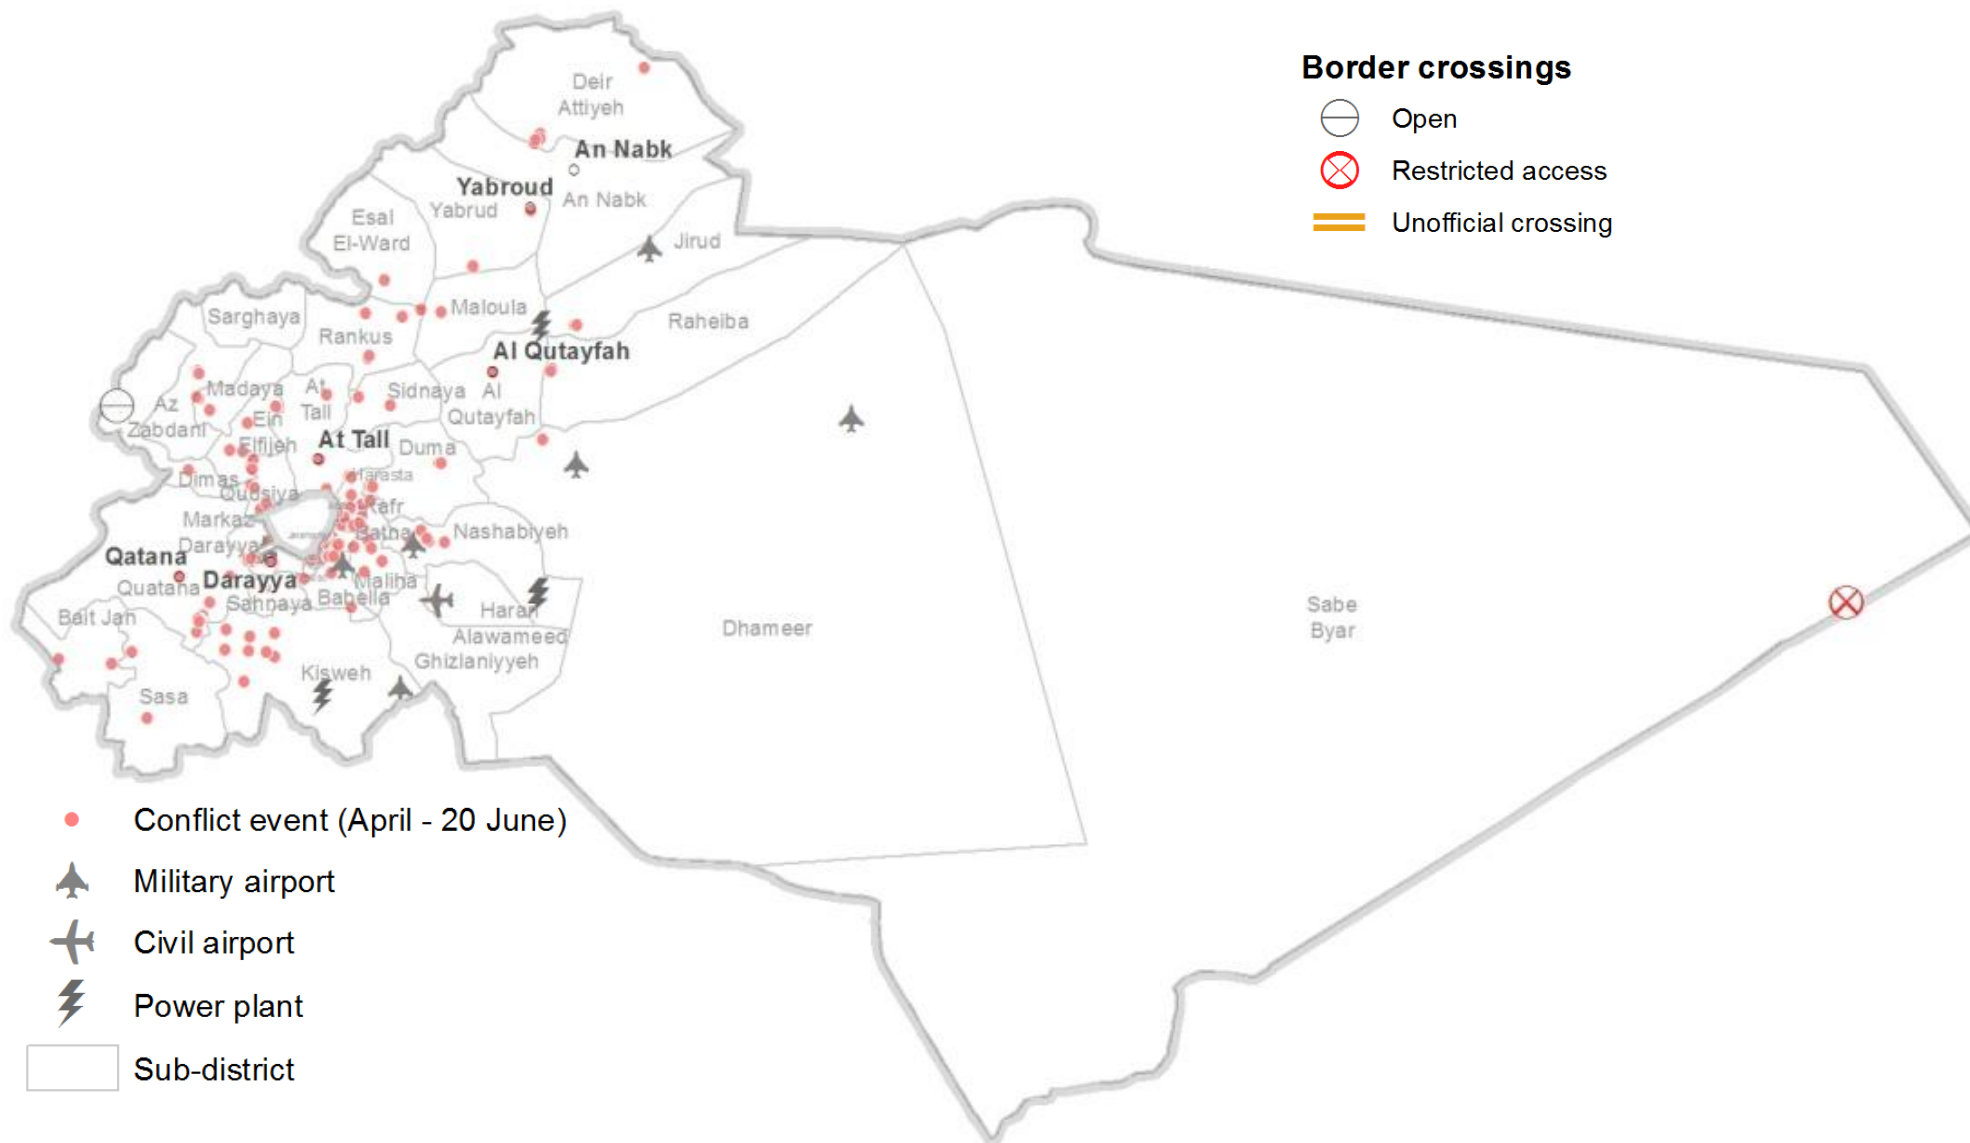 Border crossings
Open
Restricted access
Unofficial crossing
Deir
Attiyeh
An Nabk
An Nabk
Yabroud
Yabrud
Esal
El-Ward
Jirud
Maloula
Raheiba
Sarghaya
Rankus
Al Qutayfah
Al
Qutayfah
Sidnaya
Madaya
At
Tall
Az
Zabdani
Ein
Elfijeh
At Tall
Duma
Harasta
Dimas
Qudsiya
Kafr
Batna
Markaz
Darayya
Nashabiyeh
Qatana
Quatana
Darayya
Maliha
Babella
Sahnaya
Haran
Alawameed
Ghizlaniyyeh
Bait Jan
Kisweh
Sasa
Dhameer
Sabe
Byar
Conflict event (April - 20 June)
Military airport
Civil airport
Power plant
Sub-district